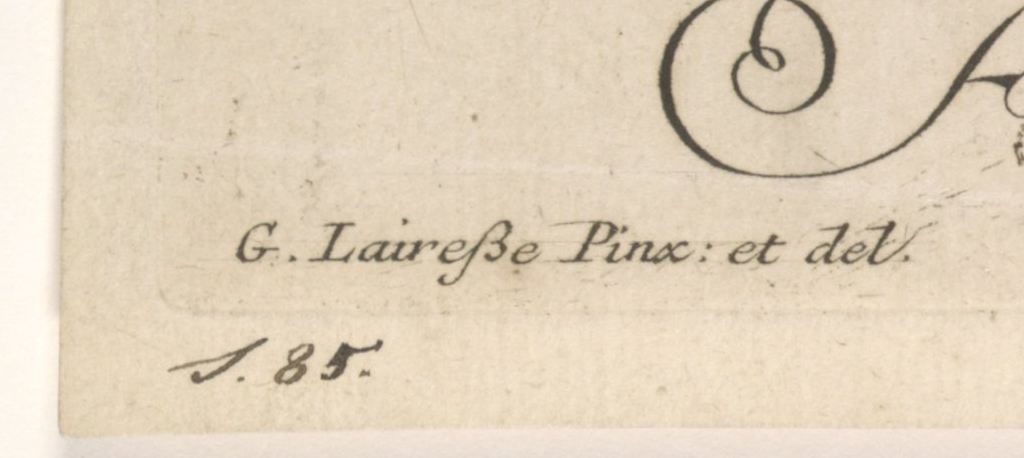 G. Laireße Pinx: et del.
S. 85.